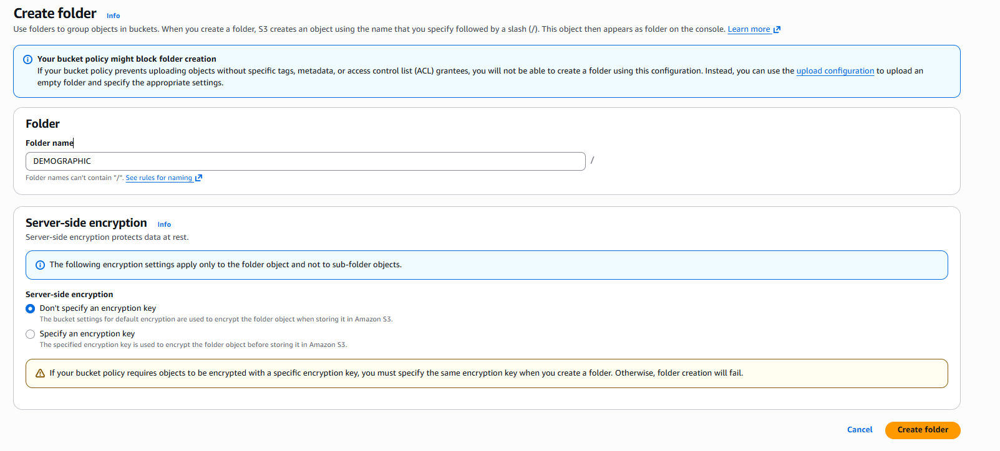 Create folder Info
Use folders to group objects in buckets. When you create a folder, S3 creates an object using the name that you specify followed by a slash (/). This object then appears as folder on the console. Learn more
Your bucket policy might block folder creation
If your bucket policy prevents uploading objects without specific tags, metadata, or access control list (ACL) grantees, you will not be able to create a folder using this configuration. Instead, you can use the upload configuration to upload an
empty folder and specify the appropriate settings.
Folder
Folder name
DEMOGRAPHIC /
Folder names can't contain "/". See rules for naming
Server-side encryption Info
Server-side encryption protects data at rest.
The following encryption settings apply only to the folder object and not to sub-folder objects.
Server-side encryption
Don't specify an encryption key
The bucket settings for default encryption are used to encrypt the folder object when storing it in Amazon S3.
Specify an encryption key
The specified encryption key is used to encrypt the folder object before storing it in Amazon S3.
If your bucket policy requires objects to be encrypted with a specific encryption key, you must specify the same encryption key when you create a folder. Otherwise, folder creation will fail.
Cancel Create folder